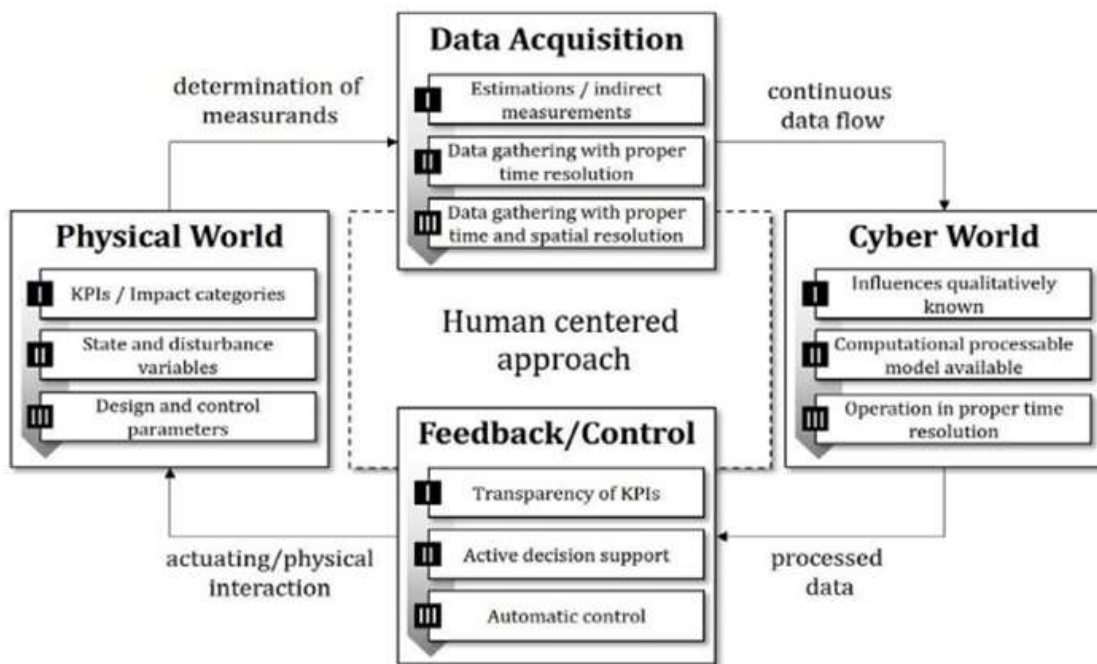 Data Acquisition
I
Estimations / indirect
measurements
II
Data gathering with proper
time resolution
III
Data gathering with proper
time and spatial resolution
determination of
measurands
continuous
data flow
Physical World
I
KPIs / Impact categories
II
State and disturbance
variables
III
Design and control
parameters
Human centered
approach
Cyber World
I
Influences qualitatively
known
II
Computational processable
model available
III
Operation in proper time
resolution
Feedback/Control
I
Transparency of KPIs
II
Active decision support
III
Automatic control
actuating/physical
interaction
processed
data